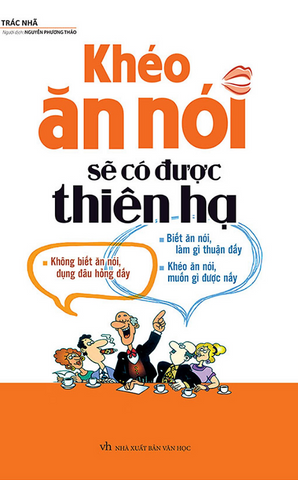 TRÁC NHÃ
Người dịch: NGUYỄN PHƯƠNG THẢO
Khéo
ăn nói
sẽ có được
thiên hạ
Biết ăn nói,
làm gì thuận đấy
Khéo ăn nói,
muốn gì được nấy
Không biết ăn nói,
dụng đâu hỏng đấy
vh NHÀ XUẤT BẢN VĂN HỌC